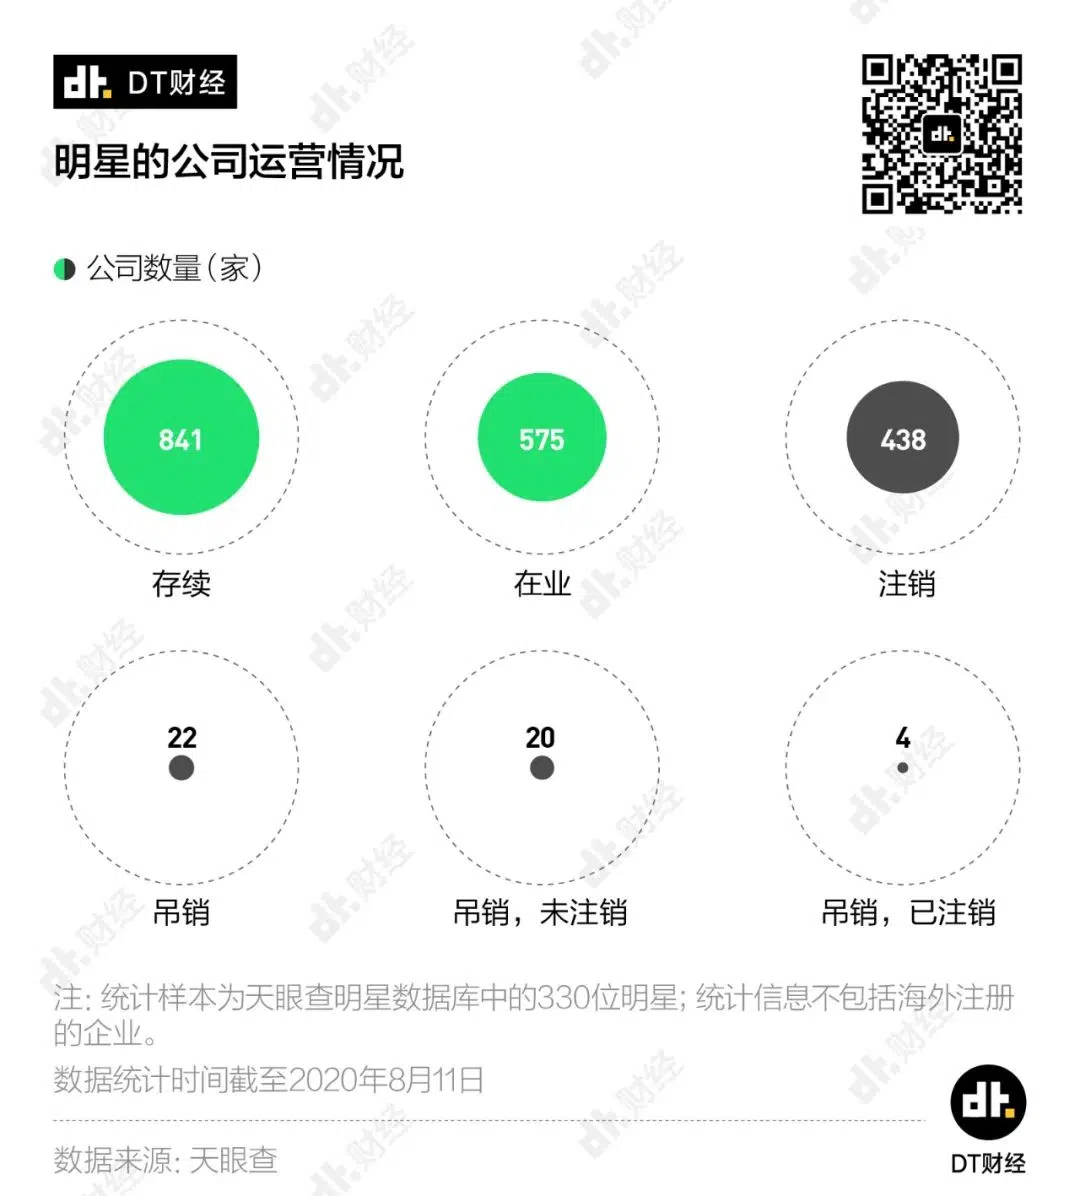 dt. DT财经
明星的公司运营情况
公司数量（家）
841
575
438
存续
在业
注销
22
20
4
吊销
吊销，未注销
吊销，已注销
注：统计样本为天眼查明星数据库中的330位明星；统计信息不包括海外注册
的企业。
数据统计时间截至2020年8月11日
数据来源：天眼查
dt.
DT财经